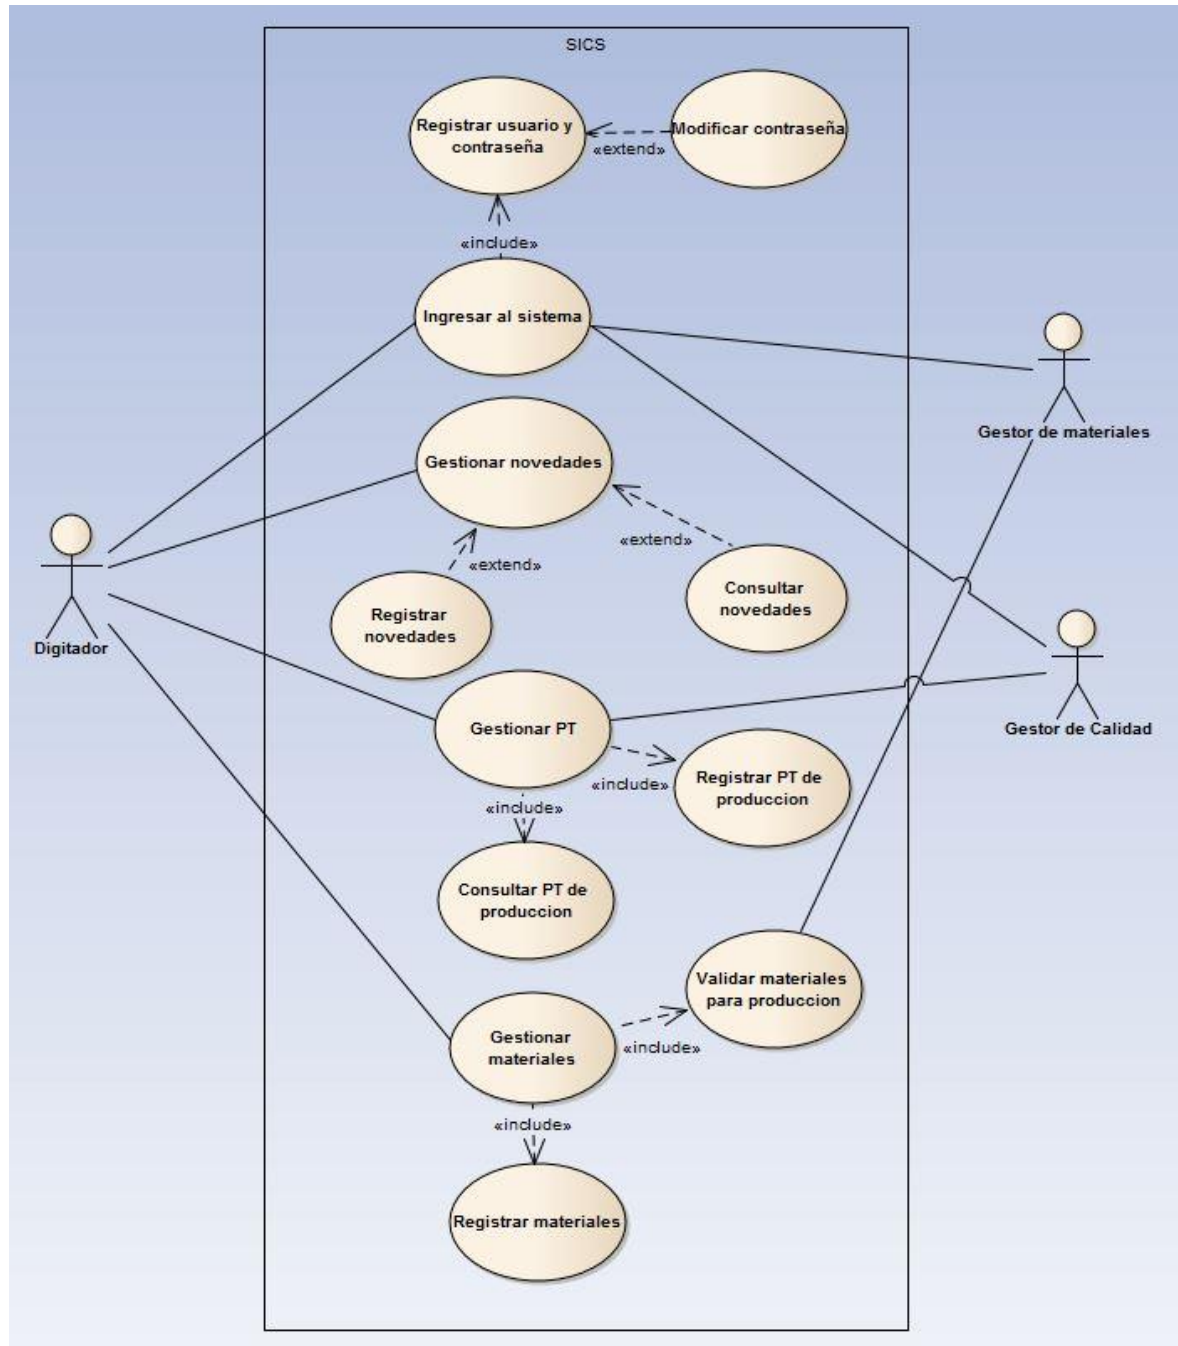 SICS
Registrar usuario y
contraseña
Modificar contraseña
«extend»
«include»
Ingresar al sistema
Gestor de materiales
Gestionar novedades
«extend»
«extend»
Consultar
novedades
Registrar
novedades
Digitador
Gestor de Calidad
Gestionar PT
«include»
Registrar PT de
produccion
«include»
Consultar PT de
produccion
Validar materiales
para produccion
Gestionar
materiales
«include»
«include»
Registrar materiales